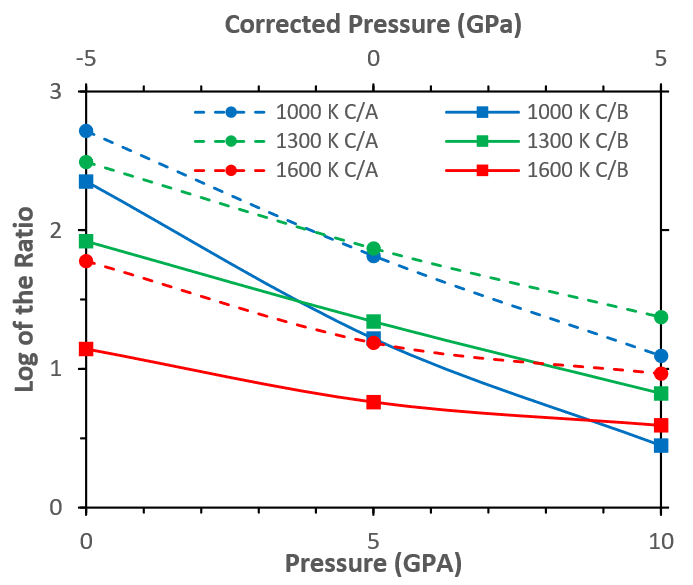 Corrected Pressure (GPa)
-5 0 5
3
1000 K C/A 1000 K C/B
1300 K C/A 1300 K C/B
1600 K C/A 1600 K C/B
2
Log of the Ratio
1
0
0 5 10
Pressure (GPA)